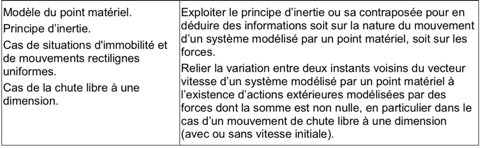 Modèle du point matériel.
Principe d'inertie.
Cas de situations d'immobilité et
de mouvements rectilignes
uniformes.
Cas de la chute libre à une
dimension.
Exploiter le principe d'inertie ou sa contraposée pour en
déduire des informations soit sur la nature du mouvement
d'un système modélisé par un point matériel, soit sur les
forces.
Relier la variation entre deux instants voisins du vecteur
vitesse d'un système modélisé par un point matériel à
l'existence d'actions extérieures modélisées par des
forces dont la somme est non nulle, en particulier dans le
cas d'un mouvement de chute libre à une dimension
(avec ou sans vitesse initiale).